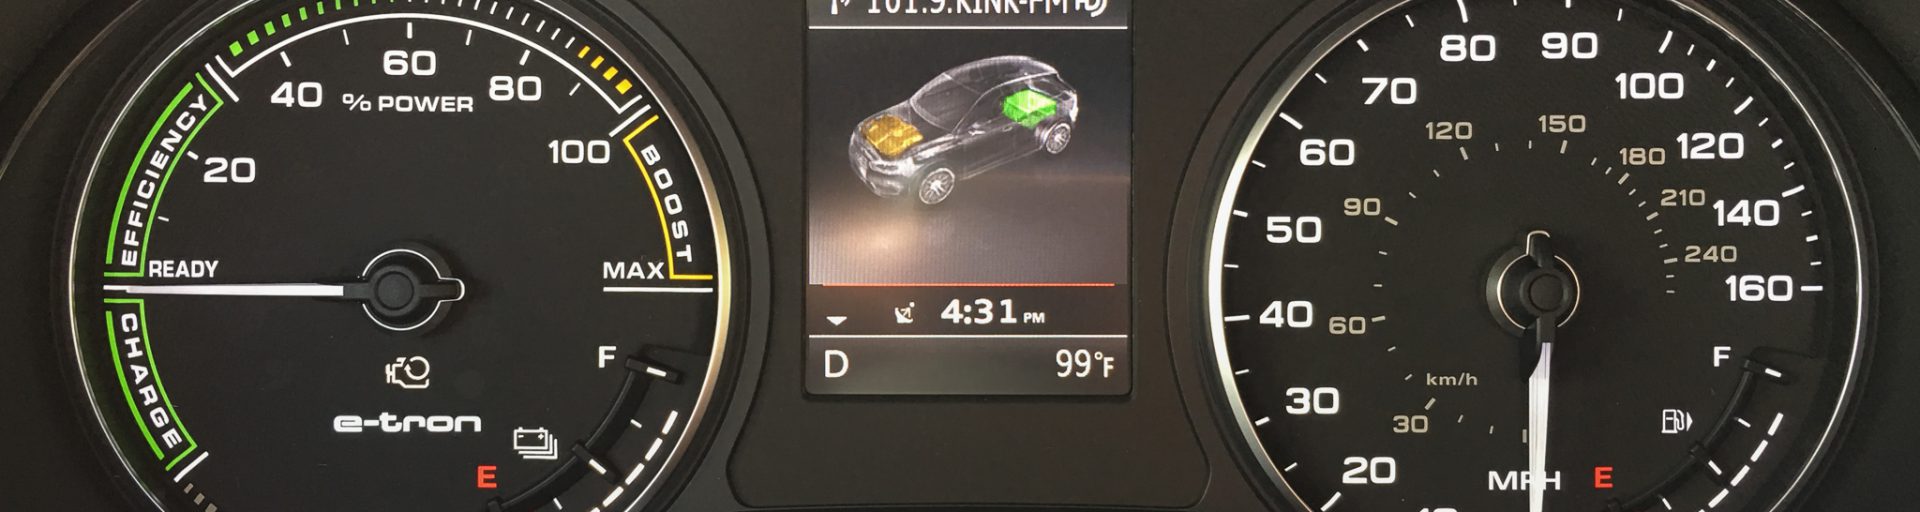 20
40
60
80
100
% POWER
EFFICIENCY
BOOST
READY
MAX
CHARGE
e-tron
F
E
101.9.KINK-FM HD
4:31 PM
D
99°F
20
30
40
50
60
70
80
90
100
120
140
160
30
60
90
120
150
180
210
240
km/h
MPH
F
E